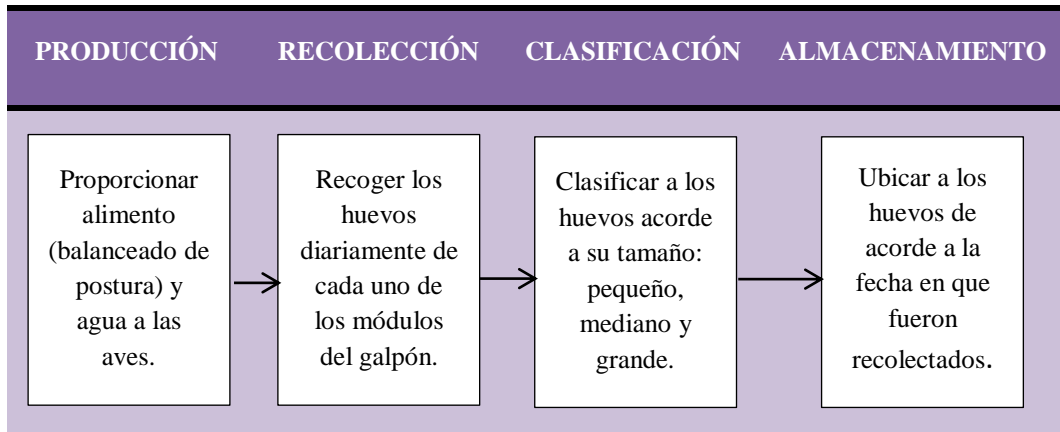 PRODUCCIÓN RECOLECCIÓN CLASIFICACIÓN ALMACENAMIENTO
Proporcionar
alimento
(balanceado de
postura) y
agua a las
aves.
Recoger los
huevos
diariamente de
cada uno de
los módulos
del galpón.
Clasificar a los
huevos acorde
a su tamaño:
pequeño,
mediano y
grande.
Ubicar a los
huevos de
acorde a la
fecha en que
fueron
recolectados.